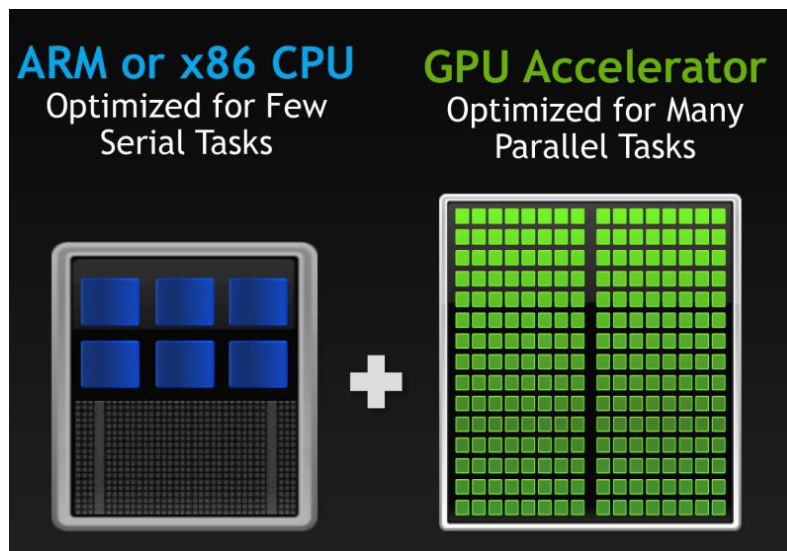 ARM or x86 CPU
Optimized for Few
Serial Tasks
GPU Accelerator
Optimized for Many
Parallel Tasks